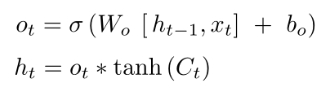 o_t = σ (W_o [h_{t−1}, x_t] + b_o)
h_t = o_t * tanh (C_t)